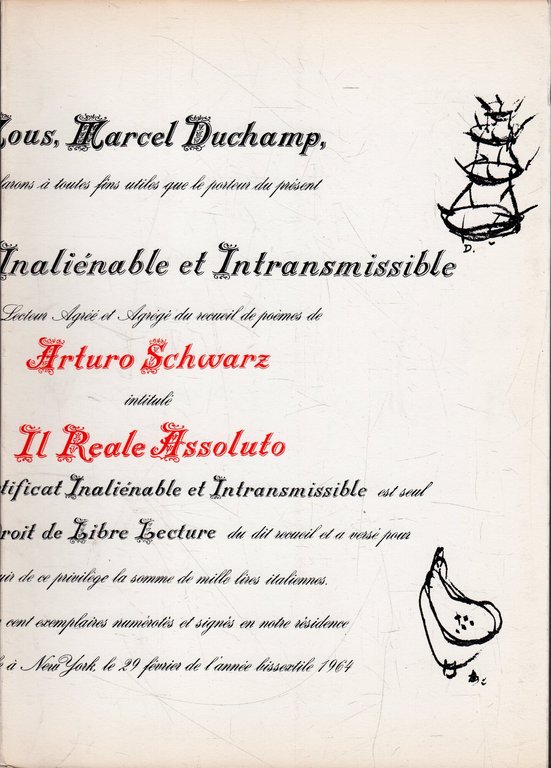 ous, Marcel Duchamp,
larons à toutes fins utiles que le porteur du présent
D.
Inaliénable et Intransmissible
Lecteur Agréé et Agrégé du recueil de poèmes de
Arturo Schwarz
intitulé
Il Reale Assoluto
tificat Inaliénable et Intransmissible est seul
roit de Libre Lecture du dit recueil et a versé pour
uir de ce privilège la somme de mille lires italiennes.
cent exemplaires numérotés et signés en notre résidence
à New York, le 29 février de l'année bissextile 1964